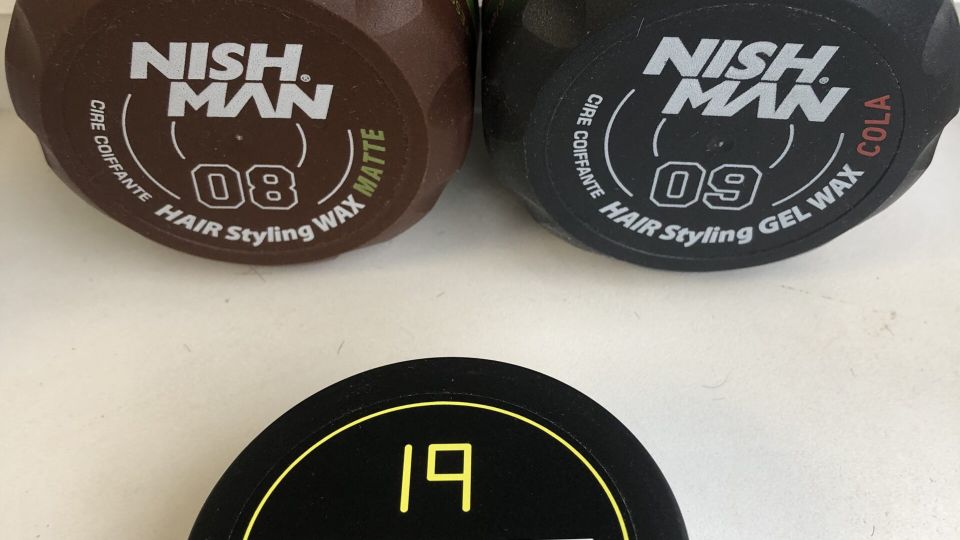 NISH
MAN®
CIRE COIFFANTE
08
HAIR Styling WAX MATTE
NISH
MAN®
CIRE COIFFANTE
09
HAIR Styling GEL WAX COLA
19